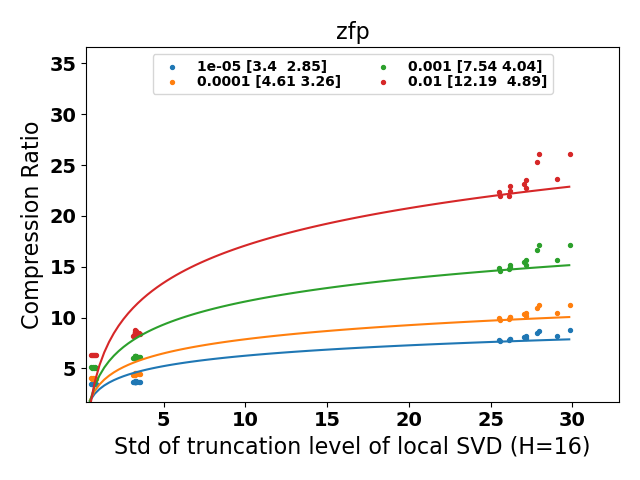 zfp
1e-05 [3.4  2.85]
0.0001 [4.61 3.26]
0.001 [7.54 4.04]
0.01 [12.19  4.89]
Compression Ratio
35
30
25
20
15
10
5
5 10 15 20 25 30
Std of truncation level of local SVD (H=16)